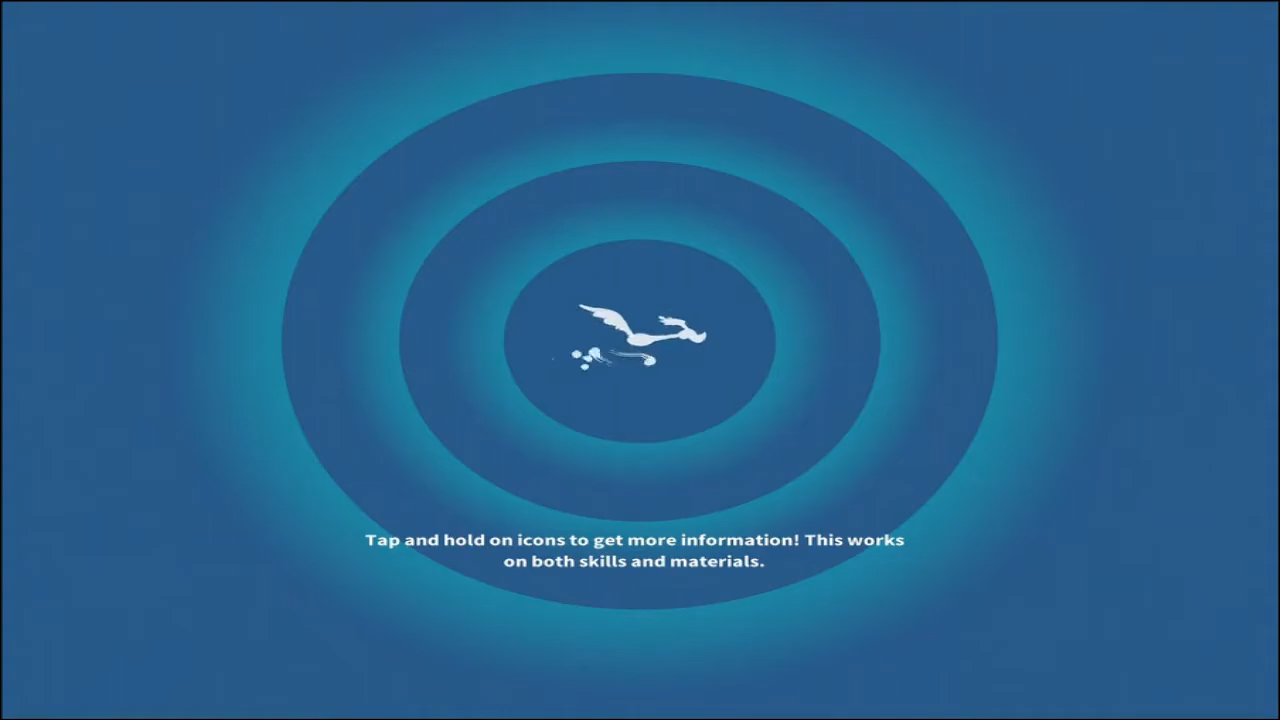 Tap and hold on icons to get more information! This works
on both skills and materials.